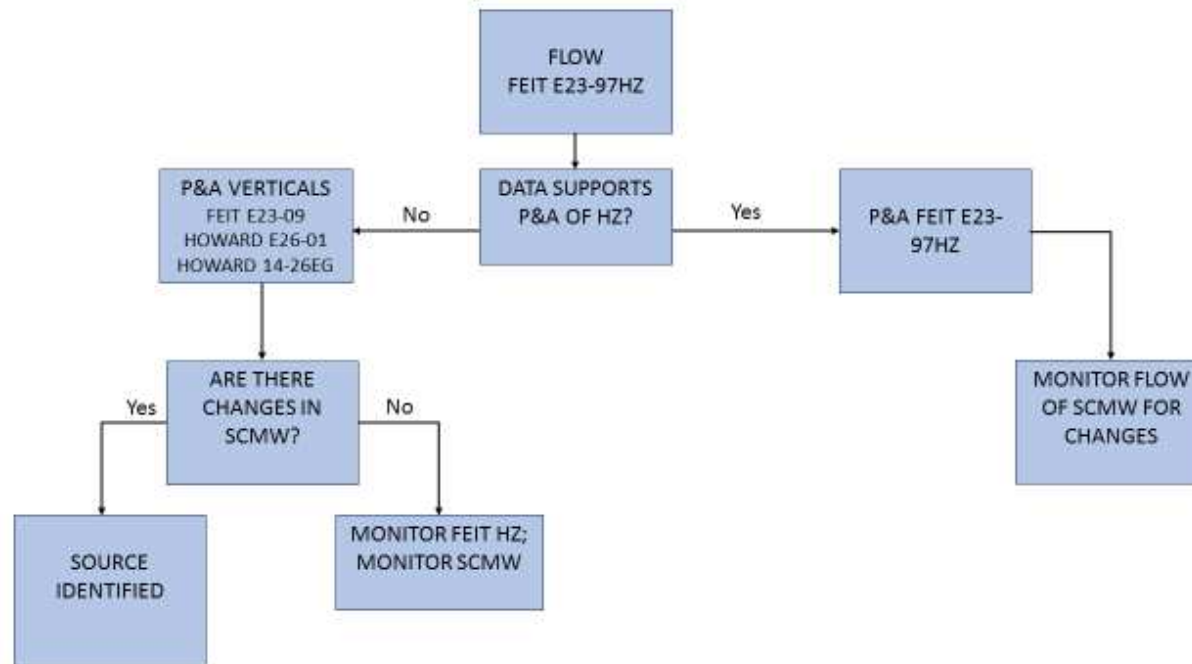 FLOW
FEIT E23-97HZ
P&A VERTICALS
FEIT E23-09
HOWARD E26-01
HOWARD 14-26EG
No
DATA SUPPORTS
P&A OF HZ?
Yes
P&A FEIT E23-
97HZ
Yes
ARE THERE
CHANGES IN
SCMW?
No
MONITOR FLOW
OF SCMW FOR
CHANGES
SOURCE
IDENTIFIED
MONITOR FEIT HZ;
MONITOR SCMW